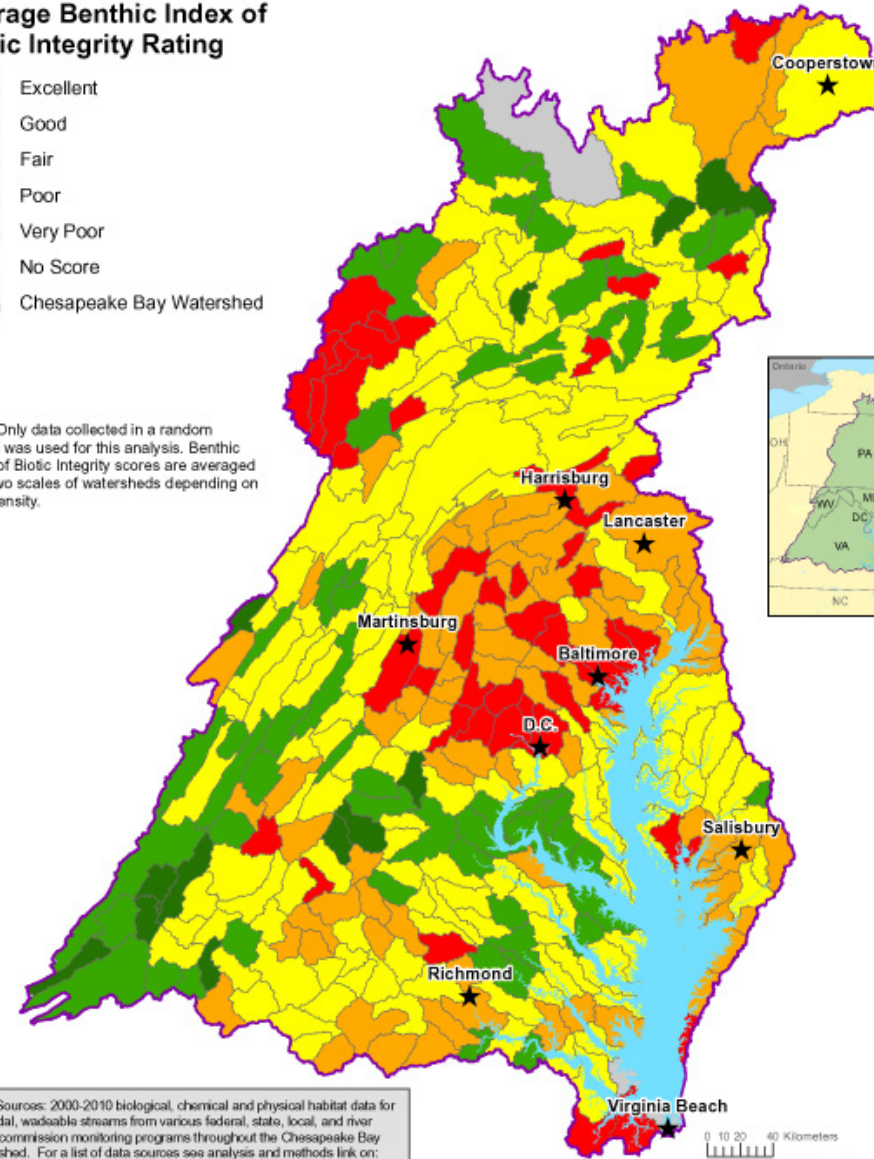 rage Benthic Index of
ic Integrity Rating
Excellent
Good
Fair
Poor
Very Poor
No Score
Chesapeake Bay Watershed
Only data collected in a random
was used for this analysis. Benthic
of Biotic Integrity scores are averaged
wo scales of watersheds depending on
ensity.
Cooperstow
Harrisburg
Lancaster
Martinsburg
Baltimore
D.C.
Salisbury
Richmond
Virginia Beach
Ontario
OH
PA
WV
M
DC
VA
NC
0 10 20 40 Kilometers
Sources: 2000-2010 biological, chemical and physical habitat data for
dal, wadeable streams from various federal, state, local, and river
commission monitoring programs throughout the Chesapeake Bay
shed. For a list of data sources see analysis and methods link on: